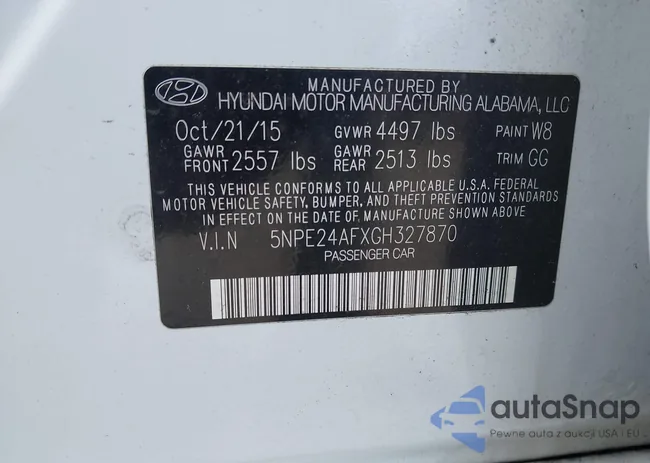 MANUFACTURED BY
HYUNDAI MOTOR MANUFACTURING ALABAMA, LLC
Oct/21/15 GVWR 4497 lbs PAINT W8
GAWR FRONT 2557 lbs GAWR REAR 2513 lbs TRIM GG
THIS VEHICLE CONFORMS TO ALL APPLICABLE U.S.A. FEDERAL
MOTOR VEHICLE SAFETY, BUMPER, AND THEFT PREVENTION STANDARDS
IN EFFECT ON THE DATE OF MANUFACTURE SHOWN ABOVE
V.I.N 5NPE24AFXGH327870
PASSENGER CAR
autaSnap
Pewne auta z aukcji USA i EU